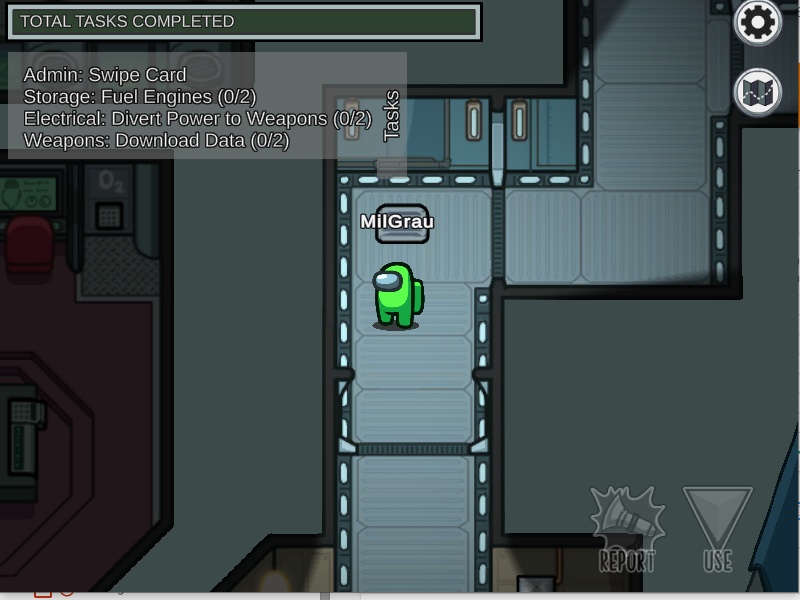 TOTAL TASKS COMPLETED
Admin: Swipe Card
Storage: Fuel Engines (0/2)
Electrical: Divert Power to Weapons (0/2)
Weapons: Download Data (0/2)
Tasks
O2
MilGrau
REPORT
USE